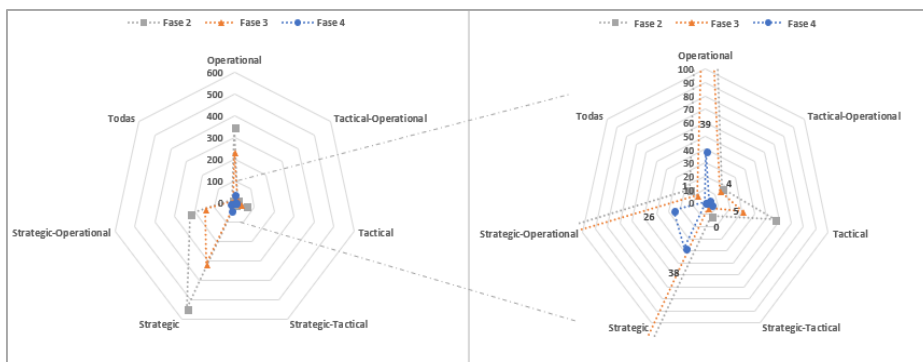 Fase 2 Fase 3 Fase 4
Operational
600
500
400
300
200
100
0
Todas
Tactical-Operational
Strategic-Operational
Tactical
Strategic
Strategic-Tactical
Fase 2 Fase 3 Fase 4
Operational
100
90
80
70
60
50
40
30
20
10
0
Todas
Tactical-Operational
39
4
5
0
26
38
Strategic-Operational
Tactical
Strategic
Strategic-Tactical